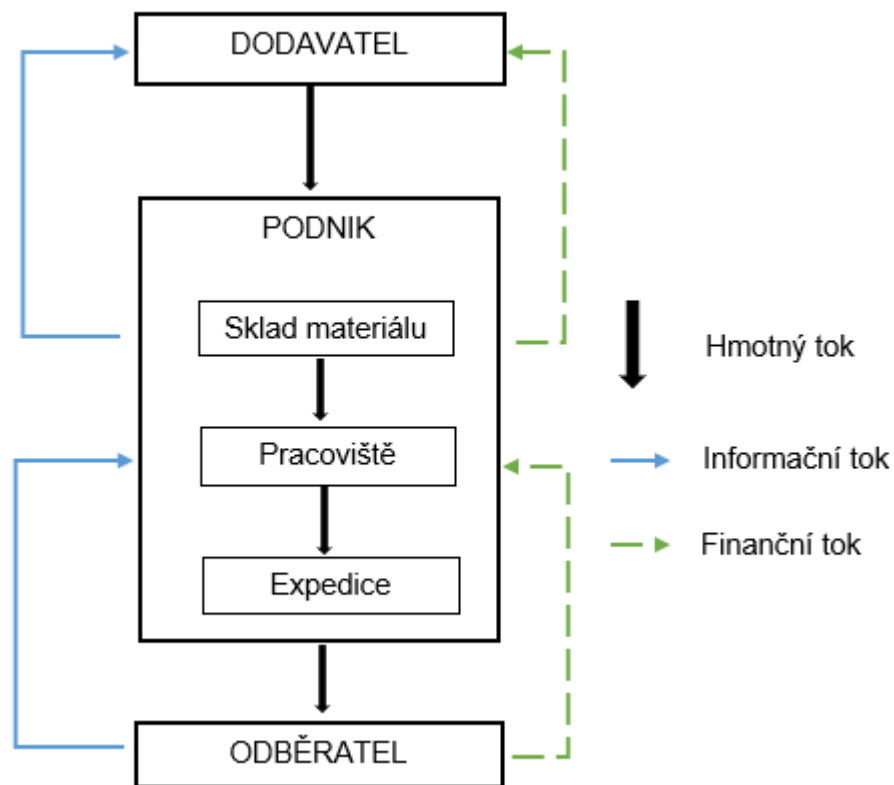 DODAVATEL
PODNIK
Sklad materiálu
Pracoviště
Expedice
ODBĚRATEL
Hmotný tok
Informační tok
Finanční tok